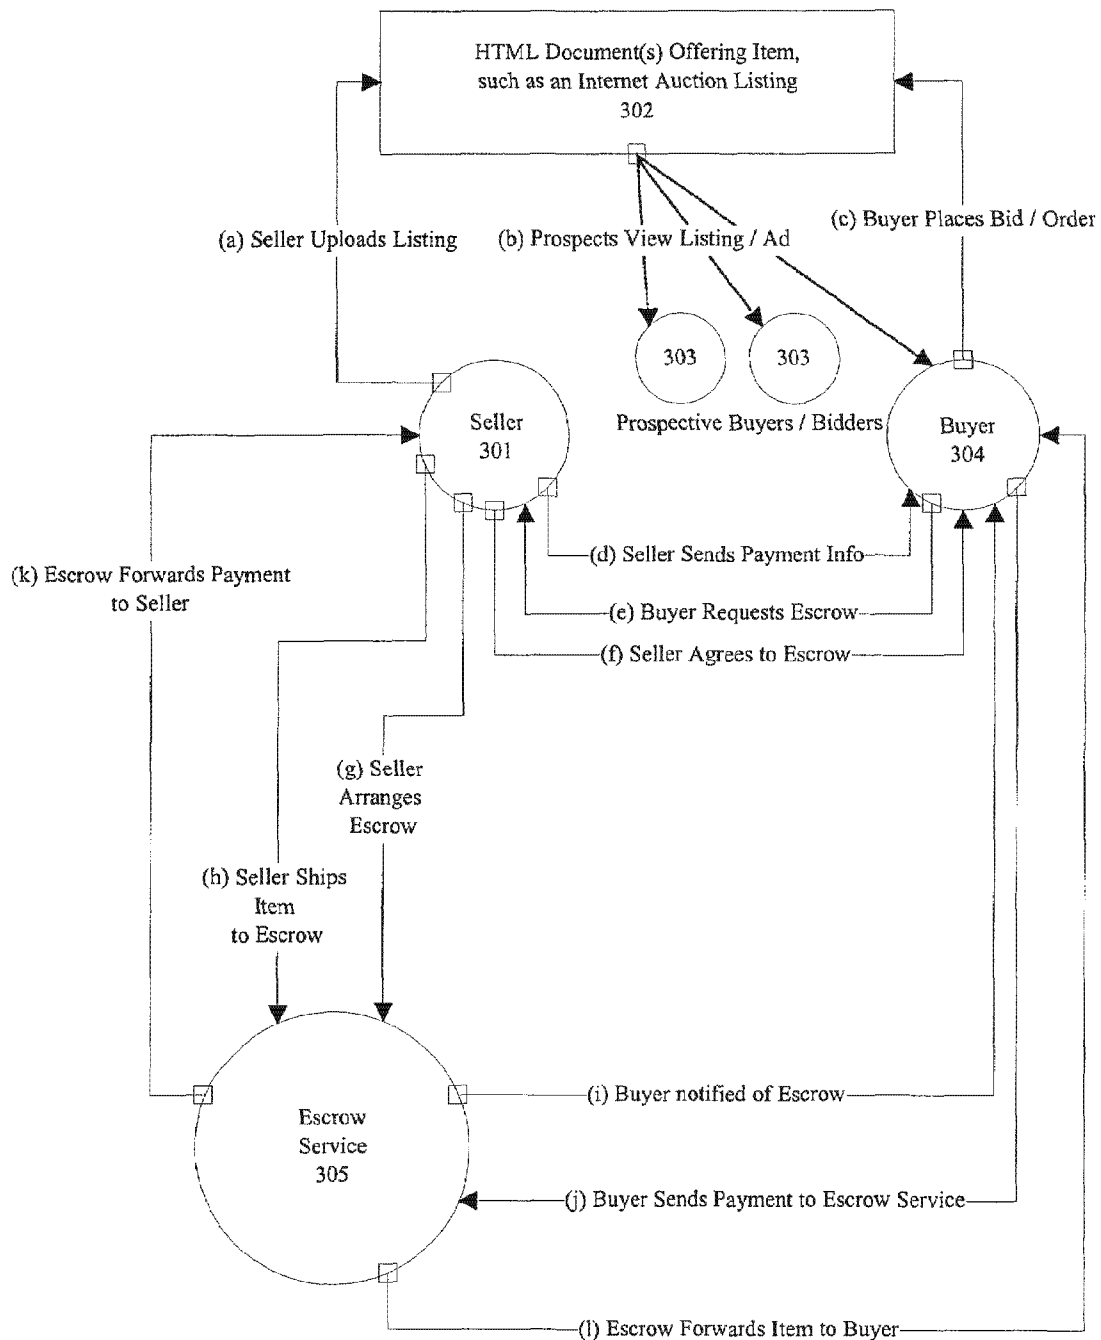 HTML Document(s) Offering Item,
such as an Internet Auction Listing
302
(a) Seller Uploads Listing
(b) Prospects View Listing / Ad
(c) Buyer Places Bid / Order
303
303
Prospective Buyers / Bidders
Seller
301
Buyer
304
(d) Seller Sends Payment Info
(e) Buyer Requests Escrow
(f) Seller Agrees to Escrow
(k) Escrow Forwards Payment
to Seller
(g) Seller
Arranges
Escrow
(h) Seller Ships
Item
to Escrow
(i) Buyer notified of Escrow
Escrow
Service
305
(j) Buyer Sends Payment to Escrow Service
(l) Escrow Forwards Item to Buyer